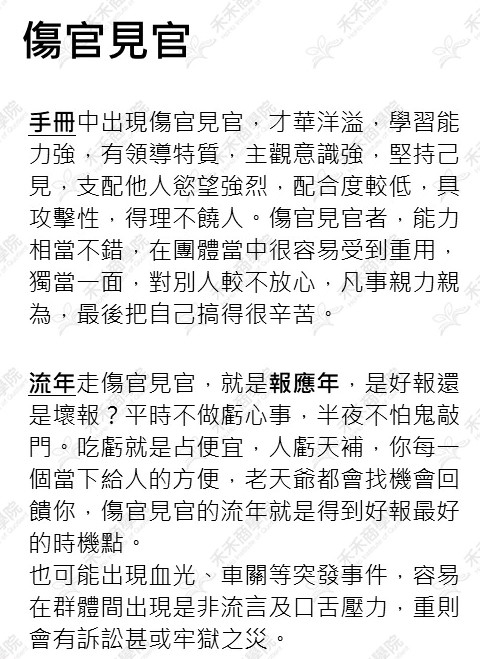 傷官見官
手冊中出現傷官見官，才華洋溢，學習能
力強，有領導特質，主觀意識強，堅持己
見，支配他人慾望強烈，配合度較低，具
攻擊性，得理不饒人。傷官見官者，能力
相當不錯，在團體當中很容易受到重用，
獨當一面，對別人較不放心，凡事親力親
為，最後把自己搞得很辛苦。
流年走傷官見官，就是報應年，是好報還
是壞報？平時不做虧心事，半夜不怕鬼敲
門。吃虧就是占便宜，人虧天補，你每一
個當下給人的方便，老天爺都會找機會回
饋你，傷官見官的流年就是得到好報最好
的時機點。
也可能出現血光、車關等突發事件，容易
在群體間出現是非流言及口舌壓力，重則
會有訴訟甚或牢獄之災。